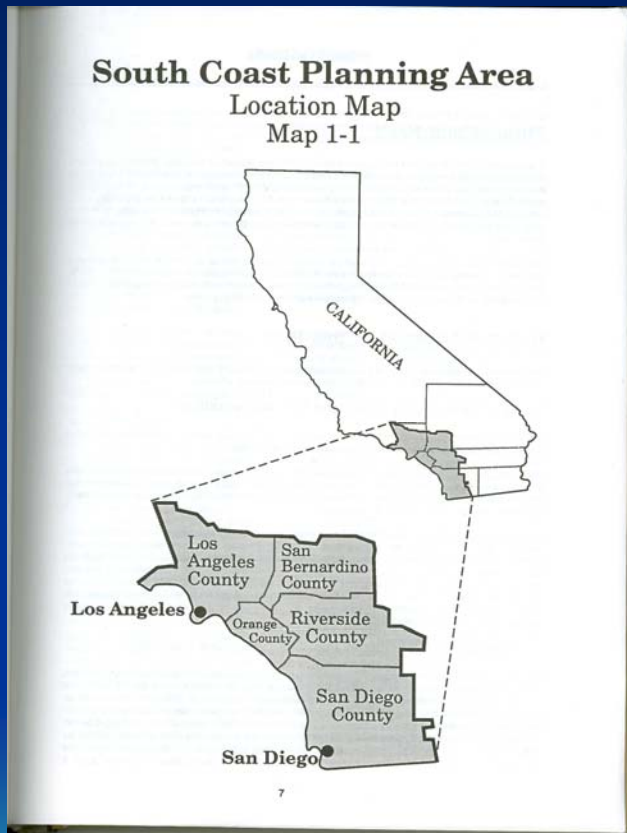 South Coast Planning Area
Location Map
Map 1-1
CALIFORNIA
Los
Angeles
County
San
Bernardino
County
Los Angeles
Orange
County
Riverside
County
San Diego
County
San Diego
7